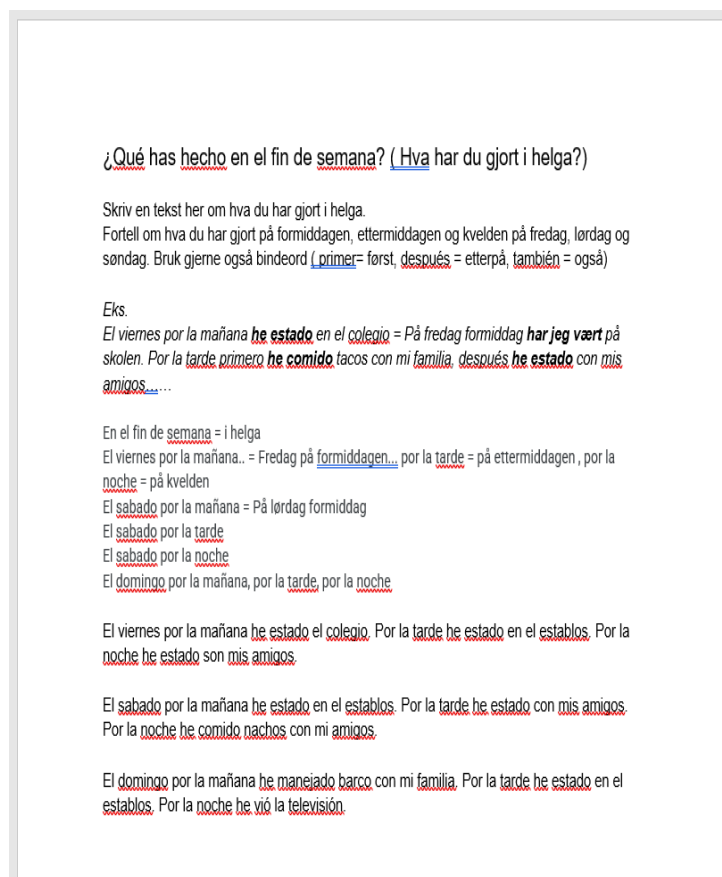 ¿Qué has hecho en el fin de semana? ( Hva har du gjort i helga?)
Skriv en tekst her om hva du har gjort i helga.
Fortell om hva du har gjort på formiddagen, ettermiddagen og kvelden på fredag, lørdag og
søndag. Bruk gjerne også bindeord ( primer= først, después = etterpå, también = også)
Eks.
El viernes por la mañana he estado en el colegio = På fredag formiddag har jeg vært på
skolen. Por la tarde primero he comido tacos con mi familia, después he estado con mis
amigos……
En el fin de semana = i helga
El viernes por la mañana.. = Fredag på formiddagen... por la tarde = på ettermiddagen , por la
noche = på kvelden
El sabado por la mañana = På lørdag formiddag
El sabado por la tarde
El sabado por la noche
El domingo por la mañana, por la tarde, por la noche
El viernes por la mañana he estado el colegio. Por la tarde he estado en el establos. Por la
noche he estado son mis amigos.
El sabado por la mañana he estado en el establos. Por la tarde he estado con mis amigos.
Por la noche he comido nachos con mi amigos.
El domingo por la mañana he manejado barco con mi familia. Por la tarde he estado en el
establos. Por la noche he vió la televisión.